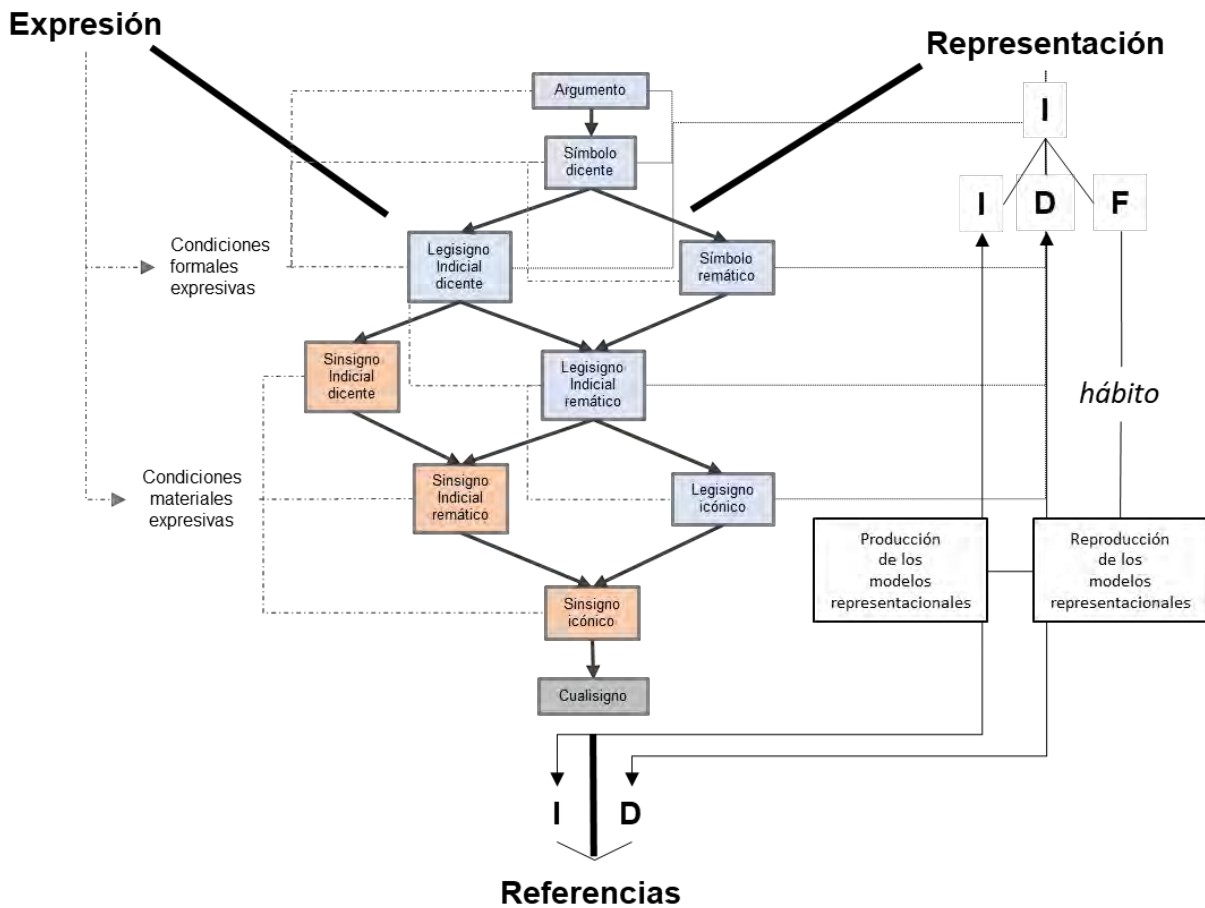 Expresión
Representación
Argumento
I
Símbolo
dicente
I
D
F
Condiciones
formales
expresivas
Legisigno
Indicial
dicente
Símbolo
remático
Sinsigno
Indicial
dicente
Legisigno
Indicial
remático
hábito
Condiciones
materiales
expresivas
Sinsigno
Indicial
remático
Legisigno
icónico
Producción
de los
modelos
representacionales
Reproducción
de los
modelos
representacionales
Sinsigno
icónico
Cualisigno
I
D
Referencias